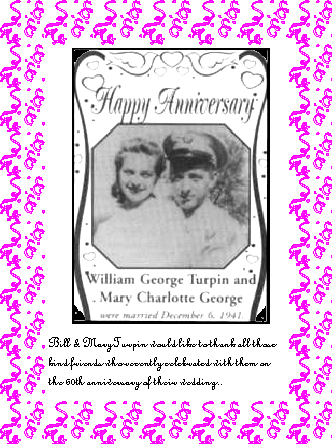 Happy Anniversary
William George Turpin and
Mary Charlotte George
were married December 6, 1941.
Bill & Mary Turpin would like to thank all those
kind friends who recently celebrated with them on
the 60th anniversary of their wedding..